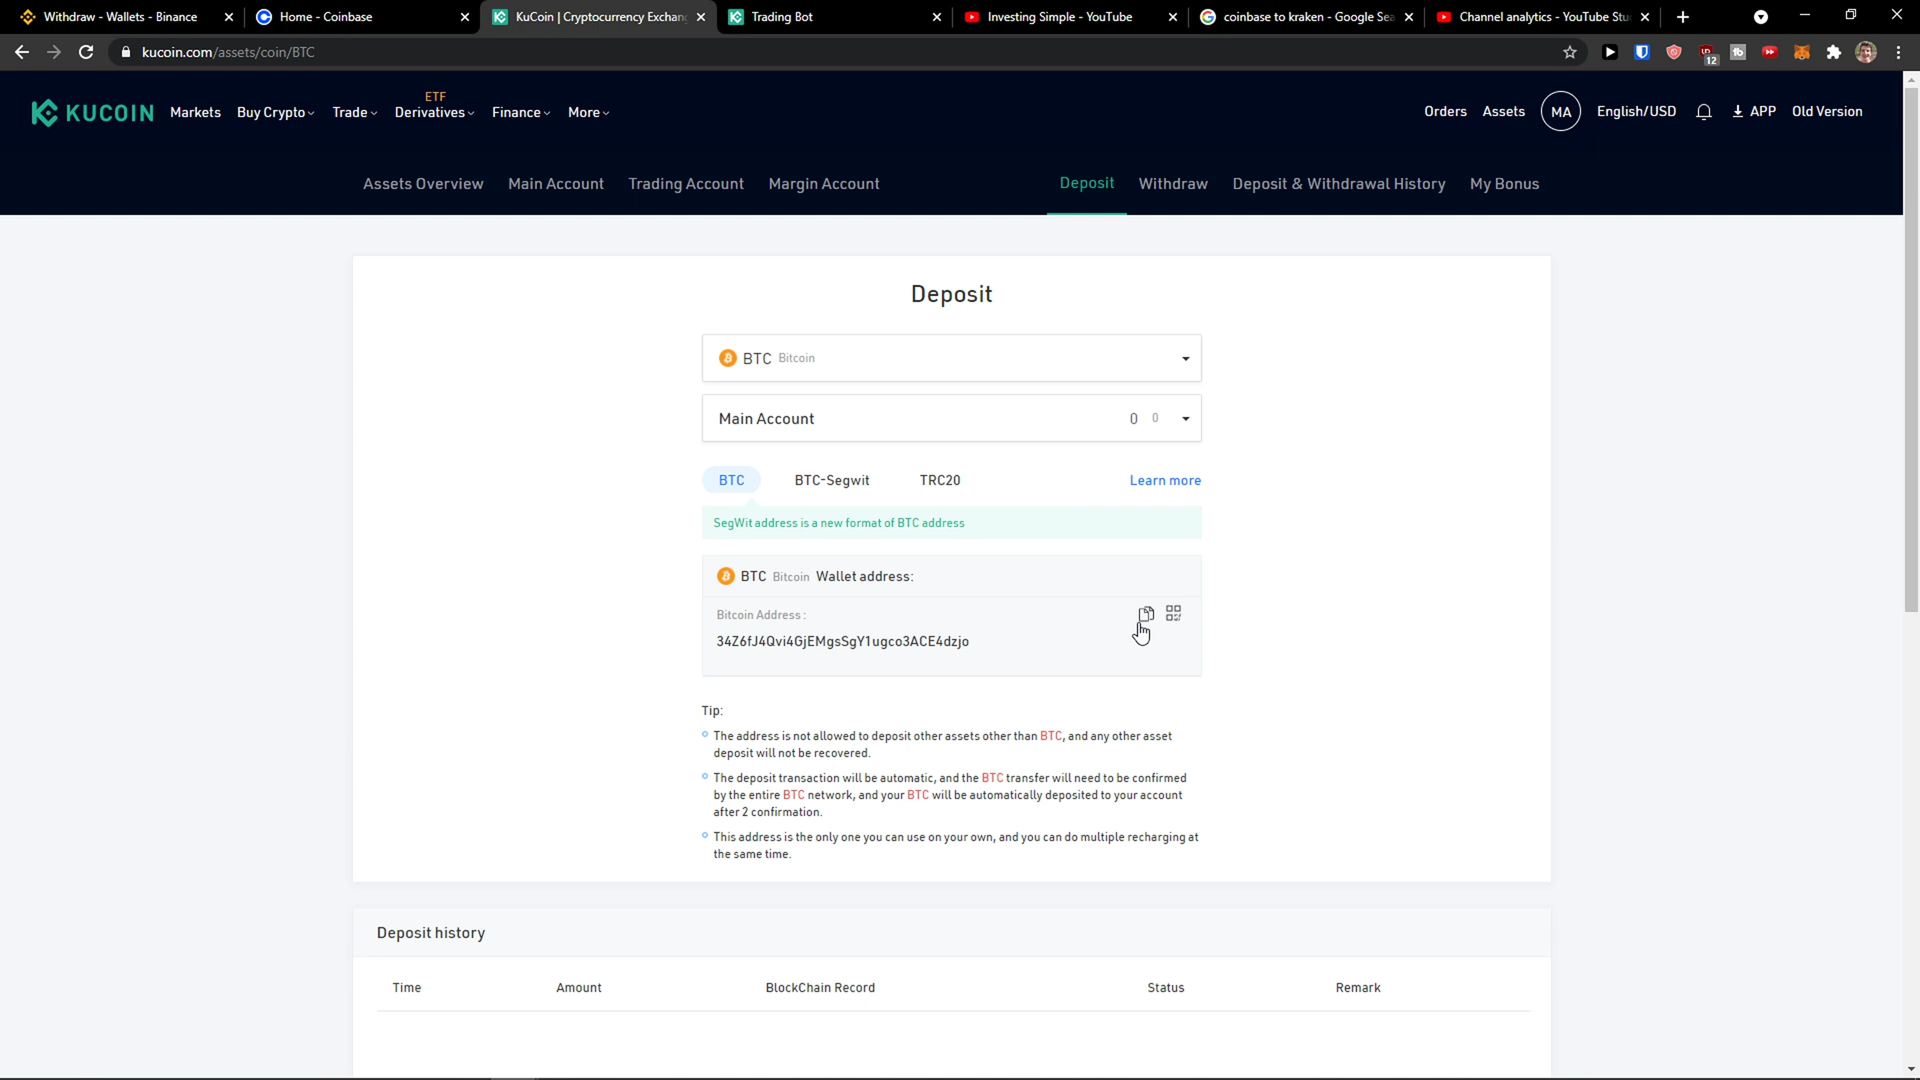 Withdraw - Wallets - Binance
Home - Coinbase
KuCoin | Cryptocurrency Exchan
Trading Bot
Investing Simple - YouTube
coinbase to kraken - Google Sea
Channel analytics - YouTube Stu
kucoin.com/assets/coin/BTC
12
KUCOIN
Markets
Buy Crypto
Trade
ETF
Derivatives
Finance
More
Orders
Assets
MA
English/USD
APP
Old Version
Assets Overview
Main Account
Trading Account
Margin Account
Deposit
Withdraw
Deposit & Withdrawal History
My Bonus
Deposit
BTC Bitcoin
Main Account 0 0
BTC BTC-Segwit TRC20 Learn more
SegWit address is a new format of BTC address
BTC Bitcoin Wallet address:
Bitcoin Address :
34Z6fJ4Qvi4GjEMgsSgY1ugco3ACE4dzjo
Tip:
The address is not allowed to deposit other assets other than BTC, and any other asset
deposit will not be recovered.
The deposit transaction will be automatic, and the BTC transfer will need to be confirmed
by the entire BTC network, and your BTC will be automatically deposited to your account
after 2 confirmation.
This address is the only one you can use on your own, and you can do multiple recharging at
the same time.
Deposit history
Time Amount BlockChain Record Status Remark